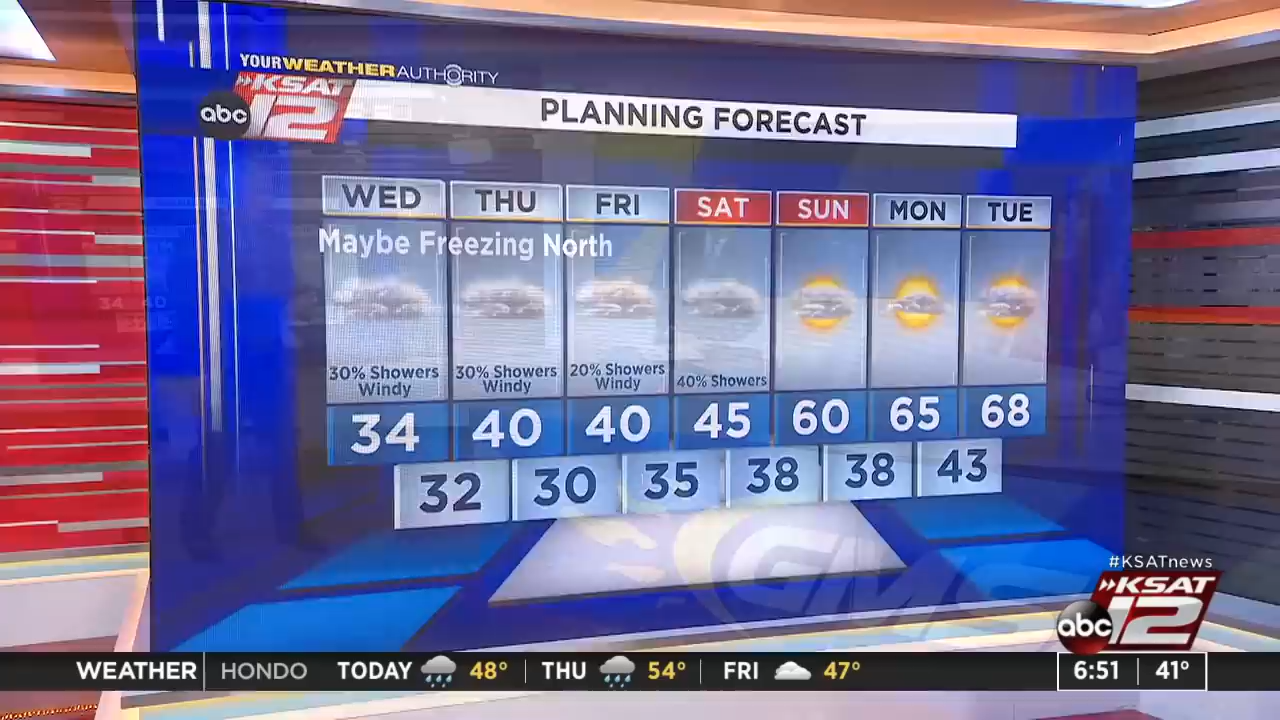 YOUR WEATHER AUTHORITY
KSAT
abc 12
PLANNING FORECAST
WED THU FRI SAT SUN MON TUE
Maybe Freezing North
30% Showers Windy
30% Showers Windy
20% Showers Windy
40% Showers
34 40 40 45 60 65 68
32 30 35 38 38 43
GMS
#KSATnews
KSAT
abc 12
WEATHER HONDO TODAY 48° THU 54° FRI 47° 6:51 41°